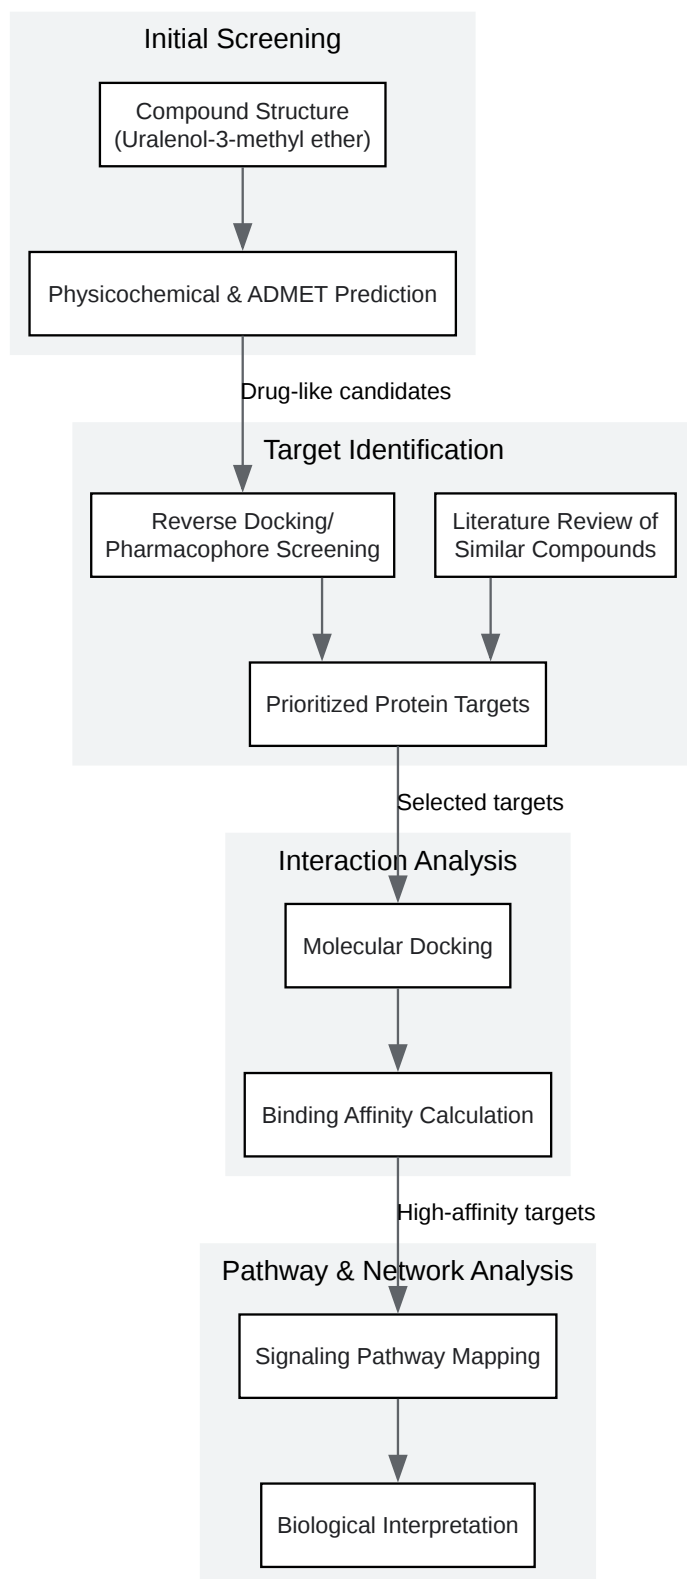 Initial Screening
Compound Structure
(Uralenol-3-methyl ether)
Physicochemical & ADMET Prediction
Drug-like candidates
Target Identification
Reverse Docking/
Pharmacophore Screening
Literature Review of
Similar Compounds
Prioritized Protein Targets
Selected targets
Interaction Analysis
Molecular Docking
Binding Affinity Calculation
High-affinity targets
Pathway & Network Analysis
Signaling Pathway Mapping
Biological Interpretation